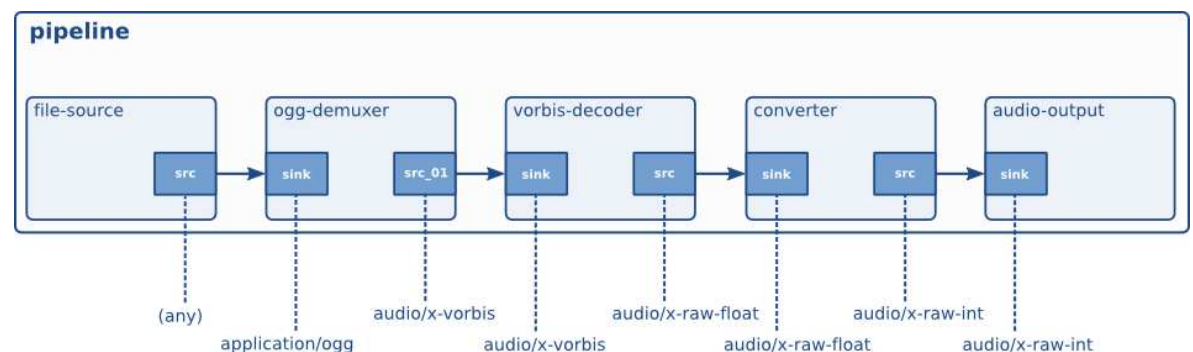 pipeline
file-source
ogg-demuxer
vorbis-decoder
converter
audio-output
src
sink
src_01
sink
src
sink
src
sink
(any)
audio/x-vorbis
audio/x-raw-float
audio/x-raw-int
application/ogg
audio/x-vorbis
audio/x-raw-float
audio/x-raw-int